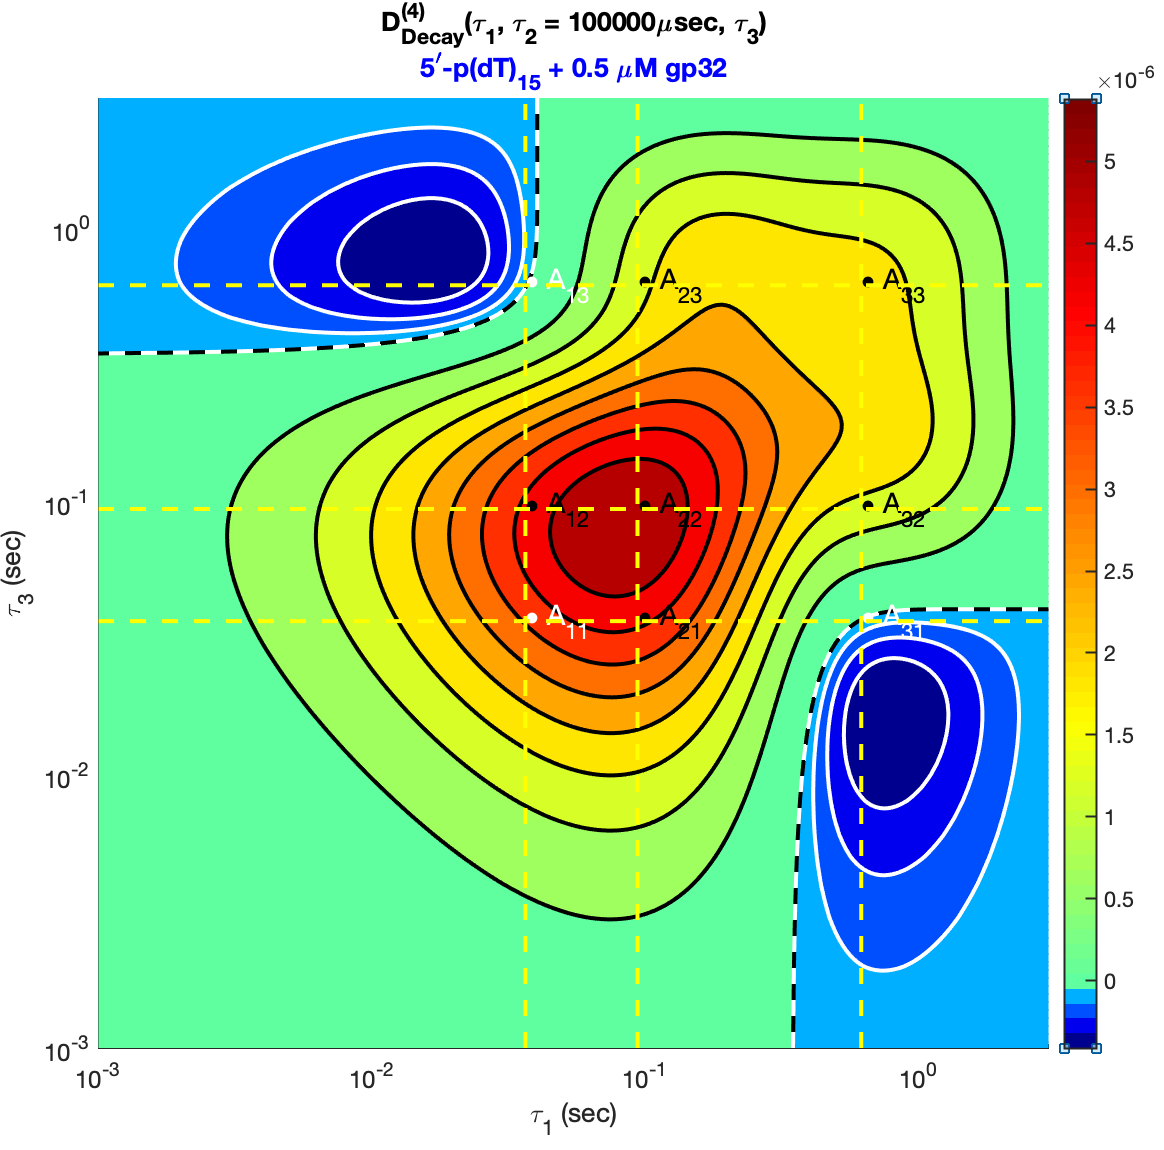 D(4)Decay(τ1, τ2 = 100000μsec, τ3)
5′-p(dT)15 + 0.5 μM gp32
×10-6
5
4.5
4
3.5
3
2.5
2
1.5
1
0.5
0
100
10-1
10-2
10-3
τ3 (sec)
A13
A23
A33
A12
A22
A32
A11
A21
A31
10-3
10-2
10-1
100
τ1 (sec)